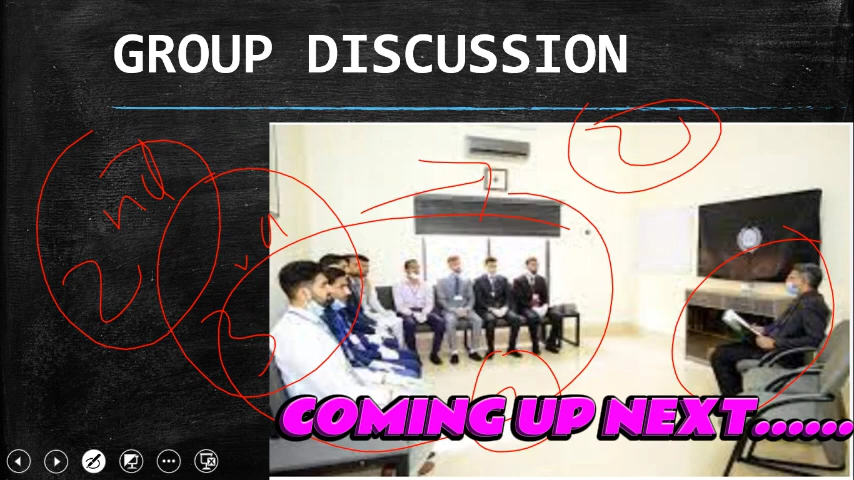 GROUP DISCUSSION
2nd
COMING UP NEXT......